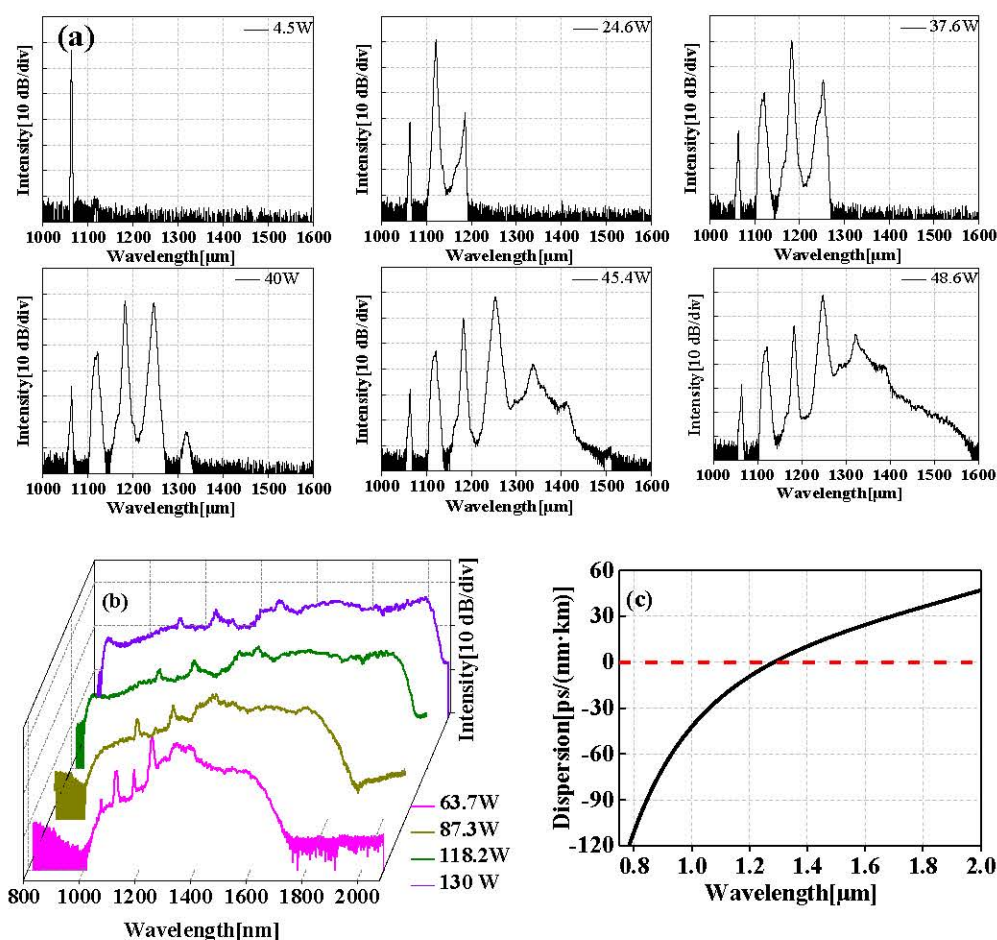 (a)
4.5W
24.6W
37.6W
Intensity[10 dB/div]
Intensity[10 dB/div]
Intensity[10 dB/div]
1000 1100 1200 1300 1400 1500 1600
1000 1100 1200 1300 1400 1500 1600
1000 1100 1200 1300 1400 1500 1600
Wavelength[µm]
Wavelength[µm]
Wavelength[µm]
40W
45.4W
48.6W
Intensity[10 dB/div]
Intensity[10 dB/div]
Intensity[10 dB/div]
1000 1100 1200 1300 1400 1500 1600
1000 1100 1200 1300 1400 1500 1600
1000 1100 1200 1300 1400 1500 1600
Wavelength[µm]
Wavelength[µm]
Wavelength[µm]
(b)
Intensity[10 dB/div]
63.7W
87.3W
118.2W
130 W
800 1000 1200 1400 1600 1800 2000
Wavelength[nm]
(c)
Dispersion[ps/(nm·km)]
60
30
0
-30
-60
-90
-120
0.8 1.0 1.2 1.4 1.6 1.8 2.0
Wavelength[µm]